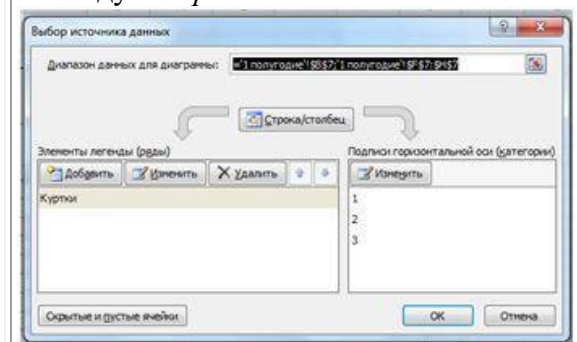 Выбор источника данных
Диапазон данных для диаграммы: ='1 полугодие'!$B$7;'1 полугодие'!$F$7:$H$7
Строка/столбец
Элементы легенды (ряды)
Подписи горизонтальной оси (категории)
Добавить Изменить Удалить
Изменить
Куртки
1
2
3
Скрытые и пустые ячейки
ОК Отмена